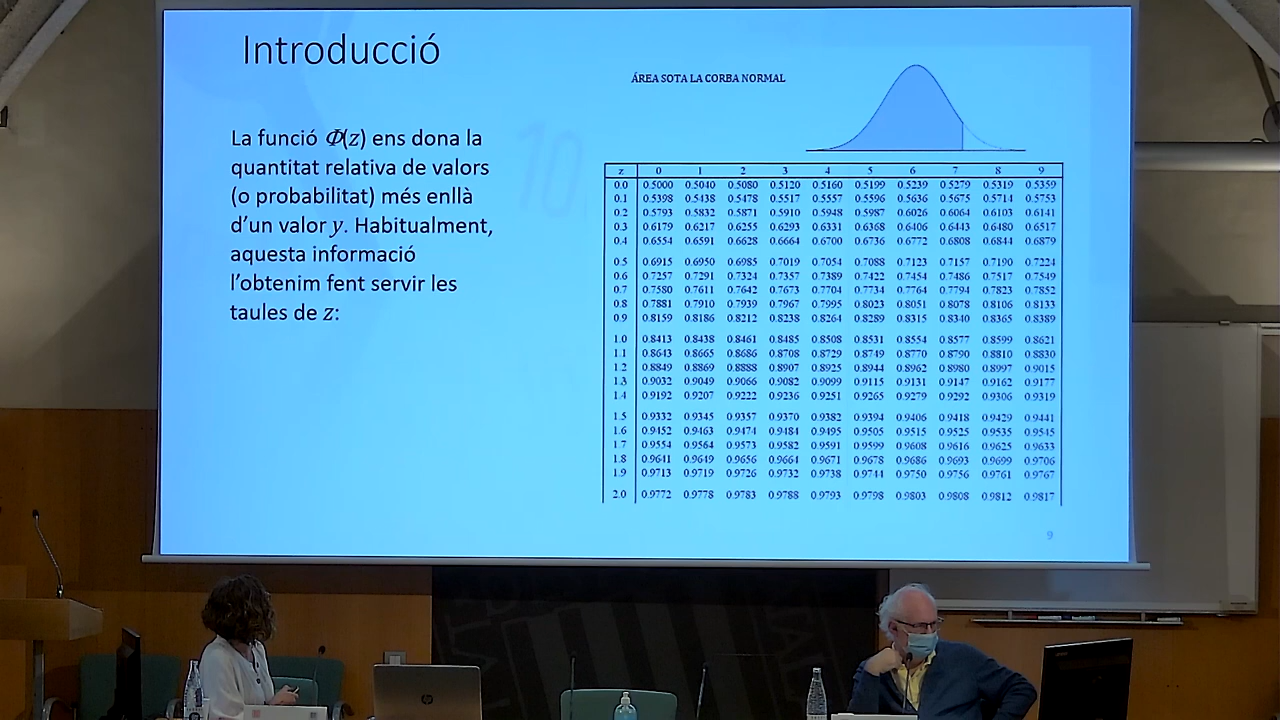 Introducció
ÁREA SOTA LA CORBA NORMAL
La funció Φ(z) ens dona la
quantitat relativa de valors
(o probabilitat) més enllà
d'un valor y. Habitualment,
aquesta informació
l'obtenim fent servir les
taules de z:
z 0 1 2 3 4 5 6 7 8 9
0.0 0.5000 0.5040 0.5080 0.5120 0.5160 0.5199 0.5239 0.5279 0.5319 0.5359
0.1 0.5398 0.5438 0.5478 0.5517 0.5557 0.5596 0.5636 0.5675 0.5714 0.5753
0.2 0.5793 0.5832 0.5871 0.5910 0.5948 0.5987 0.6026 0.6064 0.6103 0.6141
0.3 0.6179 0.6217 0.6255 0.6293 0.6331 0.6368 0.6406 0.6443 0.6480 0.6517
0.4 0.6554 0.6591 0.6628 0.6664 0.6700 0.6736 0.6772 0.6808 0.6844 0.6879
0.5 0.6915 0.6950 0.6985 0.7019 0.7054 0.7088 0.7123 0.7157 0.7190 0.7224
0.6 0.7257 0.7291 0.7324 0.7357 0.7389 0.7422 0.7454 0.7486 0.7517 0.7549
0.7 0.7580 0.7611 0.7642 0.7673 0.7704 0.7734 0.7764 0.7794 0.7823 0.7852
0.8 0.7881 0.7910 0.7939 0.7967 0.7995 0.8023 0.8051 0.8078 0.8106 0.8133
0.9 0.8159 0.8186 0.8212 0.8238 0.8264 0.8289 0.8315 0.8340 0.8365 0.8389
1.0 0.8413 0.8438 0.8461 0.8485 0.8508 0.8531 0.8554 0.8577 0.8599 0.8621
1.1 0.8643 0.8665 0.8686 0.8708 0.8729 0.8749 0.8770 0.8790 0.8810 0.8830
1.2 0.8849 0.8869 0.8888 0.8907 0.8925 0.8944 0.8962 0.8980 0.8997 0.9015
1.3 0.9032 0.9049 0.9066 0.9082 0.9099 0.9115 0.9131 0.9147 0.9162 0.9177
1.4 0.9192 0.9207 0.9222 0.9236 0.9251 0.9265 0.9279 0.9292 0.9306 0.9319
1.5 0.9332 0.9345 0.9357 0.9370 0.9382 0.9394 0.9406 0.9418 0.9429 0.9441
1.6 0.9452 0.9463 0.9474 0.9484 0.9495 0.9505 0.9515 0.9525 0.9535 0.9545
1.7 0.9554 0.9564 0.9573 0.9582 0.9591 0.9599 0.9608 0.9616 0.9625 0.9633
1.8 0.9641 0.9649 0.9656 0.9664 0.9671 0.9678 0.9686 0.9693 0.9699 0.9706
1.9 0.9713 0.9719 0.9726 0.9732 0.9738 0.9744 0.9750 0.9756 0.9761 0.9767
2.0 0.9772 0.9778 0.9783 0.9788 0.9793 0.9798 0.9803 0.9808 0.9812 0.9817
9
hp